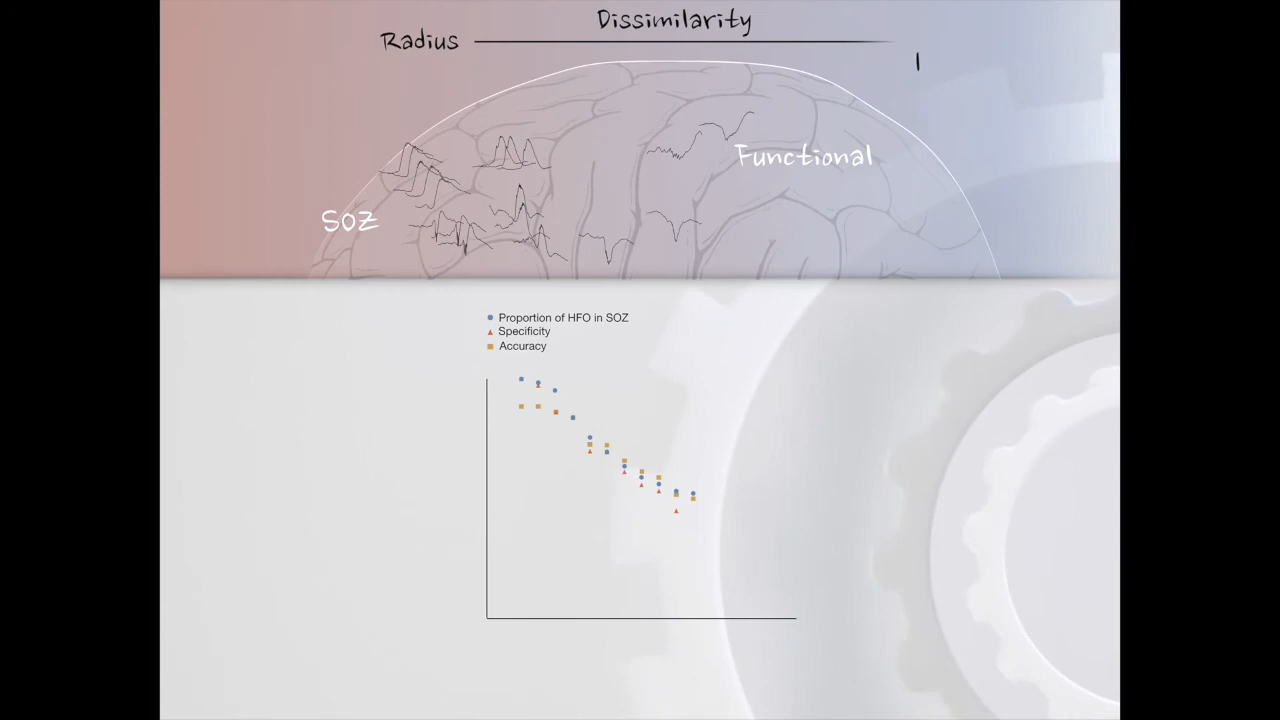 Dissimilarity
Radius
Functional
SOZ
Proportion of HFO in SOZ
Specificity
Accuracy